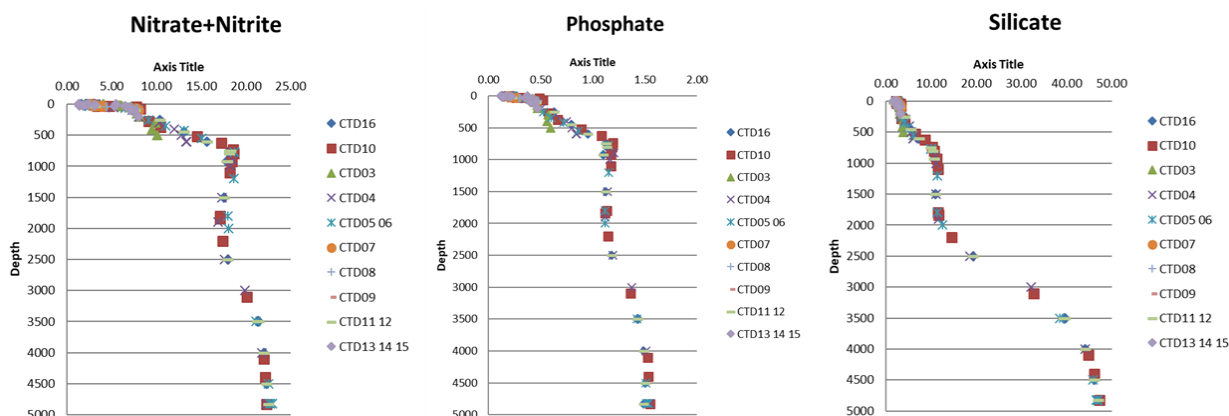 Nitrate+Nitrite
Axis Title
0.00 5.00 10.00 15.00 20.00 25.00
0
500
1000
1500
2000
2500
3000
3500
4000
4500
5000
Depth
CTD16
CTD10
CTD03
CTD04
CTD05 06
CTD07
CTD08
CTD09
CTD11 12
CTD13 14 15
Phosphate
Axis Title
0.00 0.50 1.00 1.50 2.00
0
500
1000
1500
2000
2500
3000
3500
4000
4500
5000
Depth
CTD16
CTD10
CTD03
CTD04
CTD05 06
CTD07
CTD08
CTD09
CTD11 12
CTD13 14 15
Silicate
Axis Title
0.00 10.00 20.00 30.00 40.00 50.00
0
500
1000
1500
2000
2500
3000
3500
4000
4500
5000
Depth
CTD16
CTD10
CTD03
CTD04
CTD05 06
CTD07
CTD08
CTD09
CTD11 12
CTD13 14 15